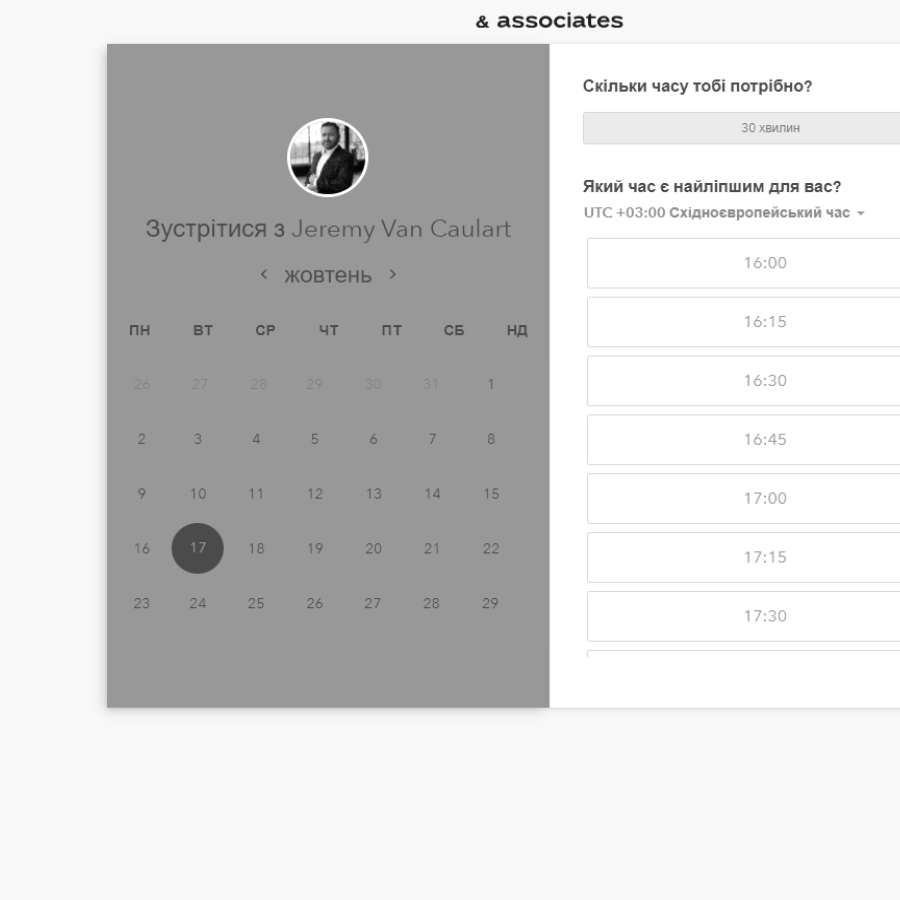 & associates
Зустрітися з Jeremy Van Caulart
жовтень
ПН ВТ СР ЧТ ПТ СБ НД
26 27 28 29 30 31 1
2 3 4 5 6 7 8
9 10 11 12 13 14 15
16 17 18 19 20 21 22
23 24 25 26 27 28 29
Скільки часу тобі потрібно?
30 хвилин
Який час є найліпшим для вас?
UTC +03:00 Східноєвропейський час
16:00
16:15
16:30
16:45
17:00
17:15
17:30